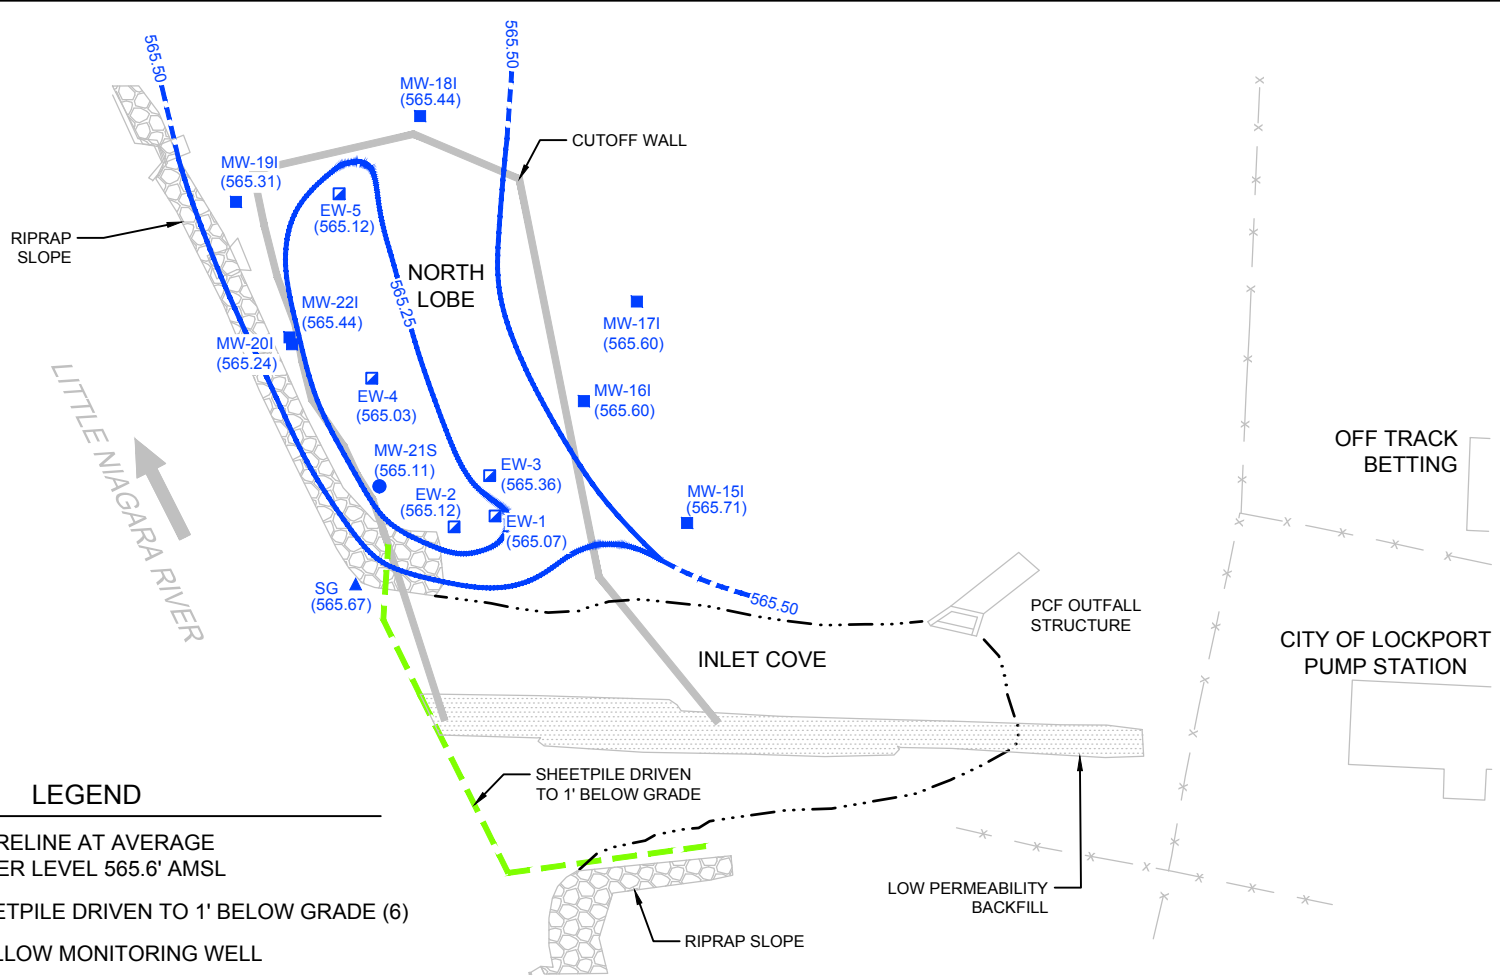 565.50
565.50
MW-18I
(565.44)
CUTOFF WALL
MW-19I
(565.31)
EW-5
(565.12)
RIPRAP
SLOPE
NORTH
LOBE
565.25
MW-22I
(565.44)
MW-20I
(565.24)
MW-17I
(565.60)
EW-4
(565.03)
MW-16I
(565.60)
LITTLE NIAGARA RIVER
MW-21S
(565.11)
EW-3
(565.36)
EW-2
(565.12)
EW-1
(565.07)
MW-15I
(565.71)
OFF TRACK
BETTING
SG
(565.67)
565.50
PCF OUTFALL
STRUCTURE
INLET COVE
CITY OF LOCKPORT
PUMP STATION
SHEETPILE DRIVEN
TO 1' BELOW GRADE
LOW PERMEABILITY
BACKFILL
RIPRAP SLOPE
LEGEND
RELINE AT AVERAGE
ER LEVEL 565.6' AMSL
ETPILE DRIVEN TO 1' BELOW GRADE (6)
LLOW MONITORING WELL